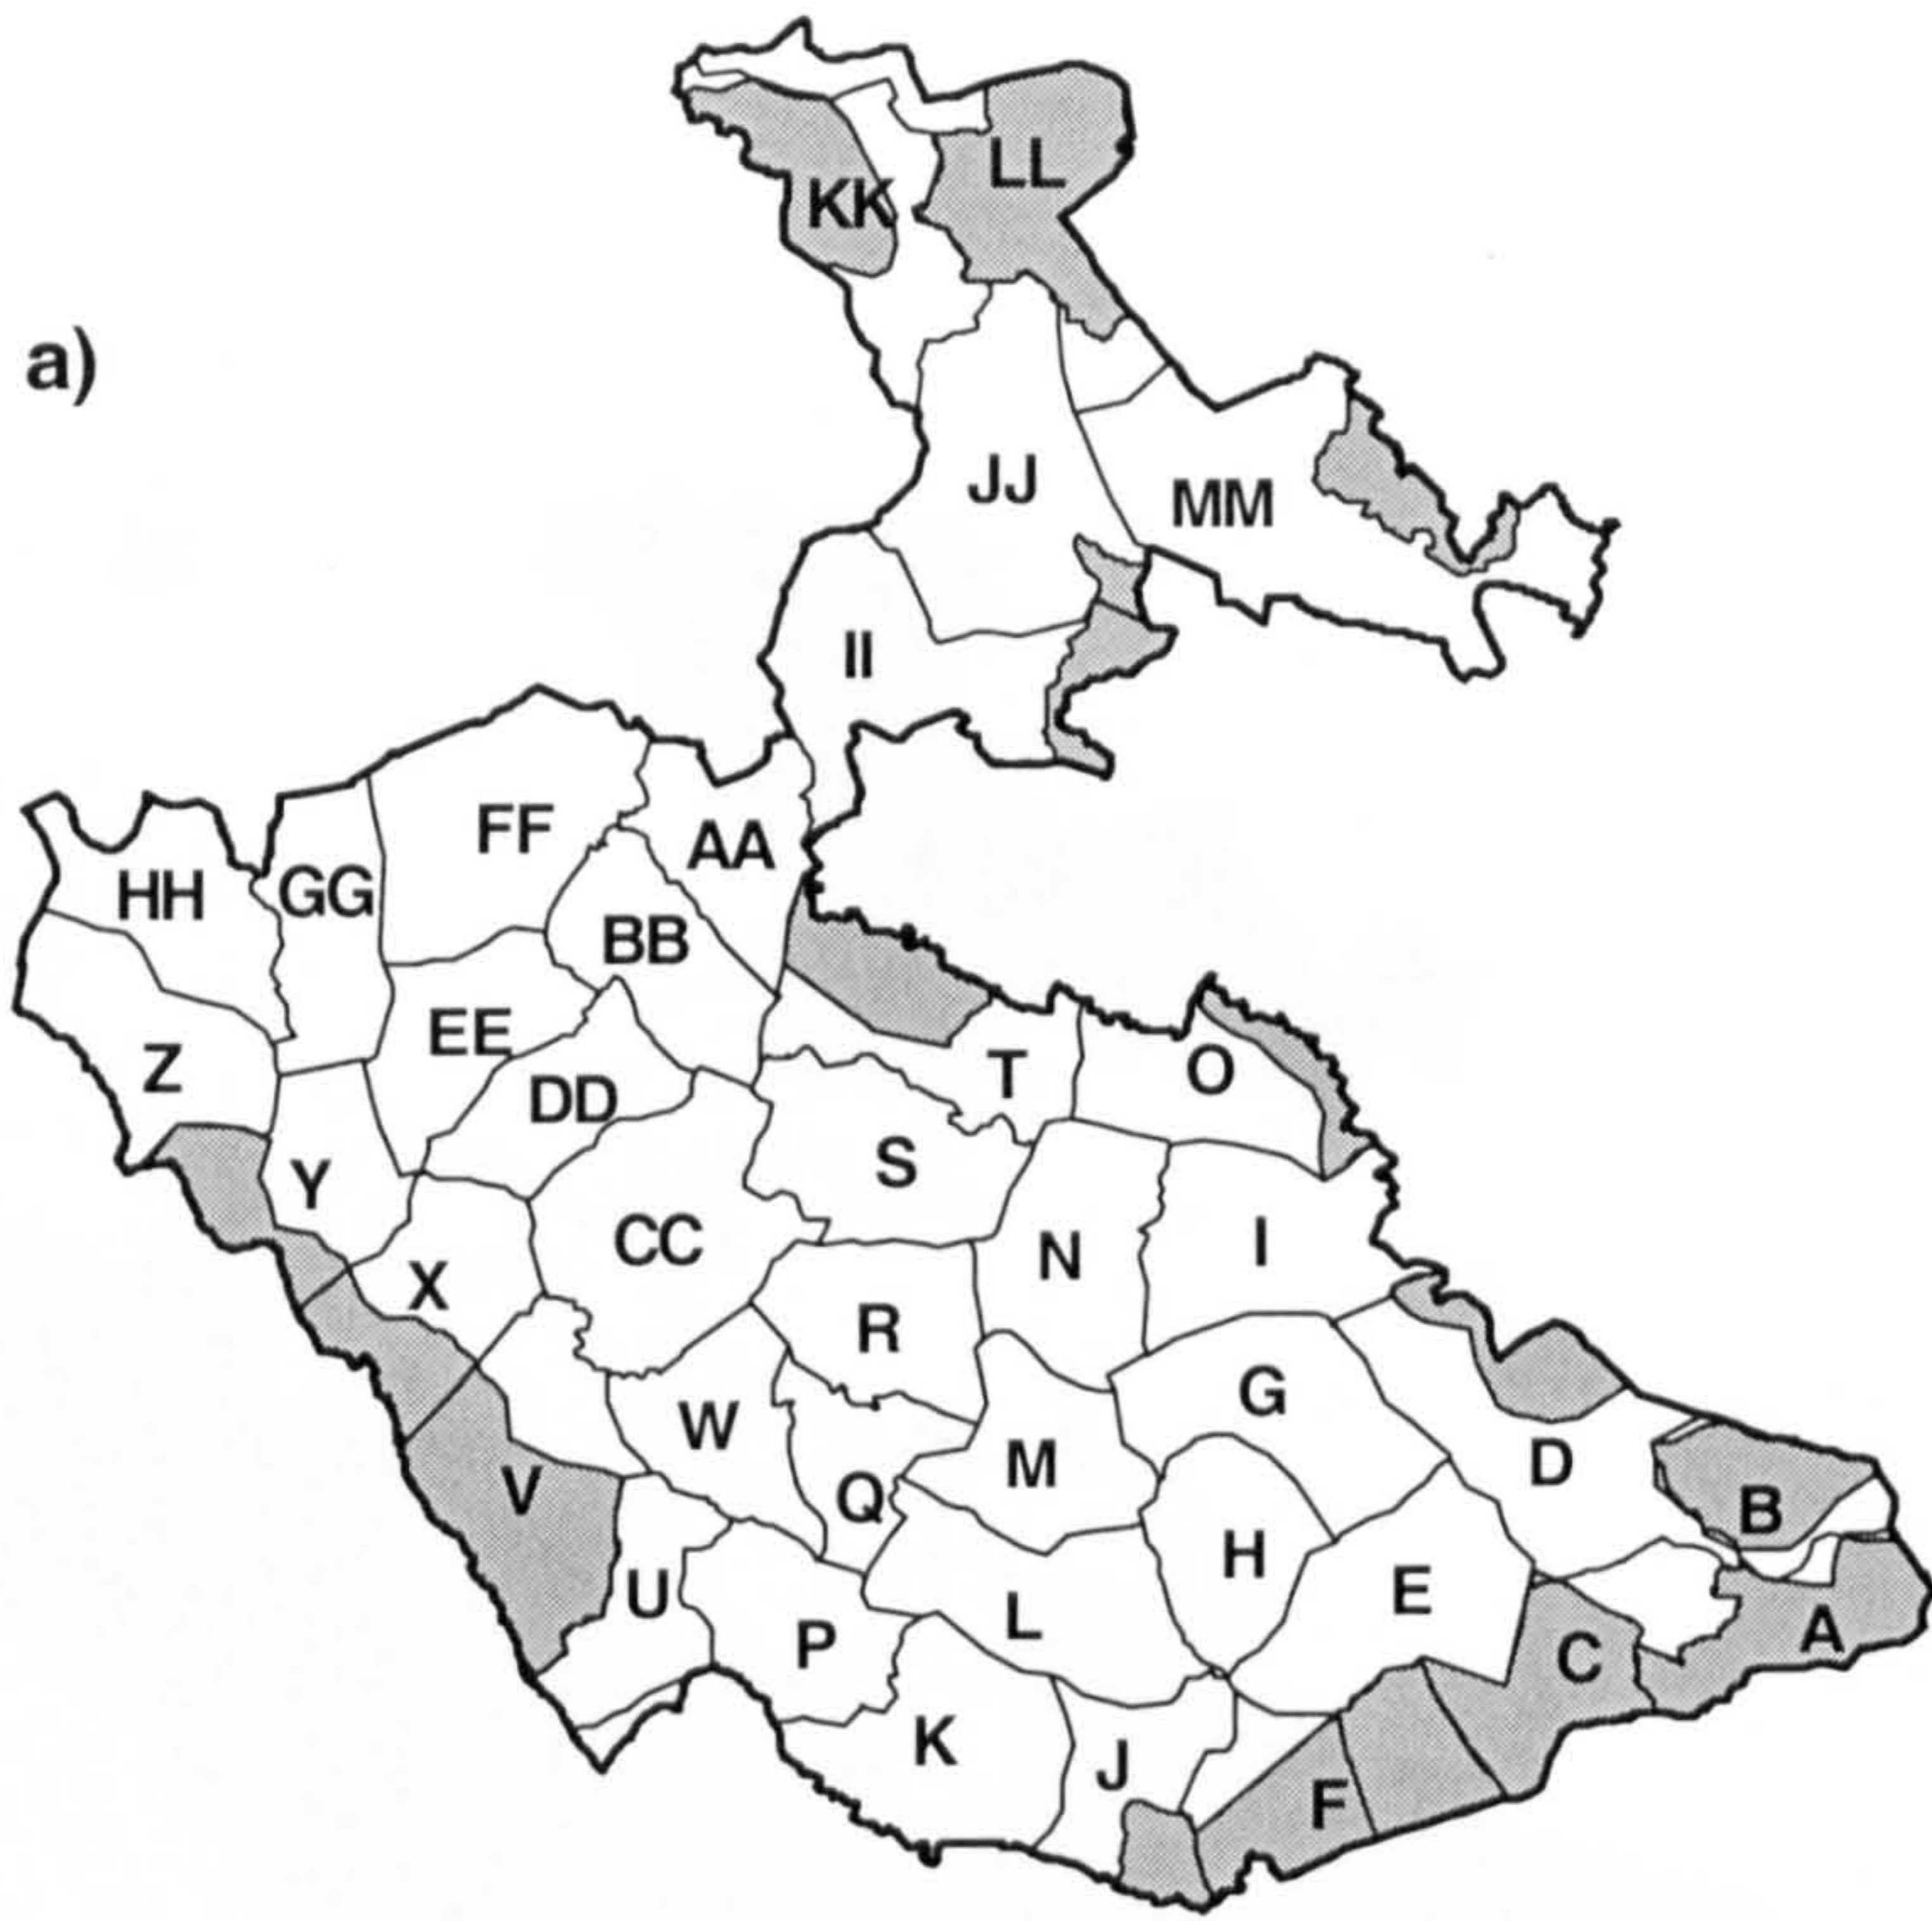 KK LL
a)
JJ MM
II
FF AA
HH GG
BB
EE
Z DD T O
Y S
CC N I
X
R
G
W M D
V Q B
H
U E
P L C A
K J
F